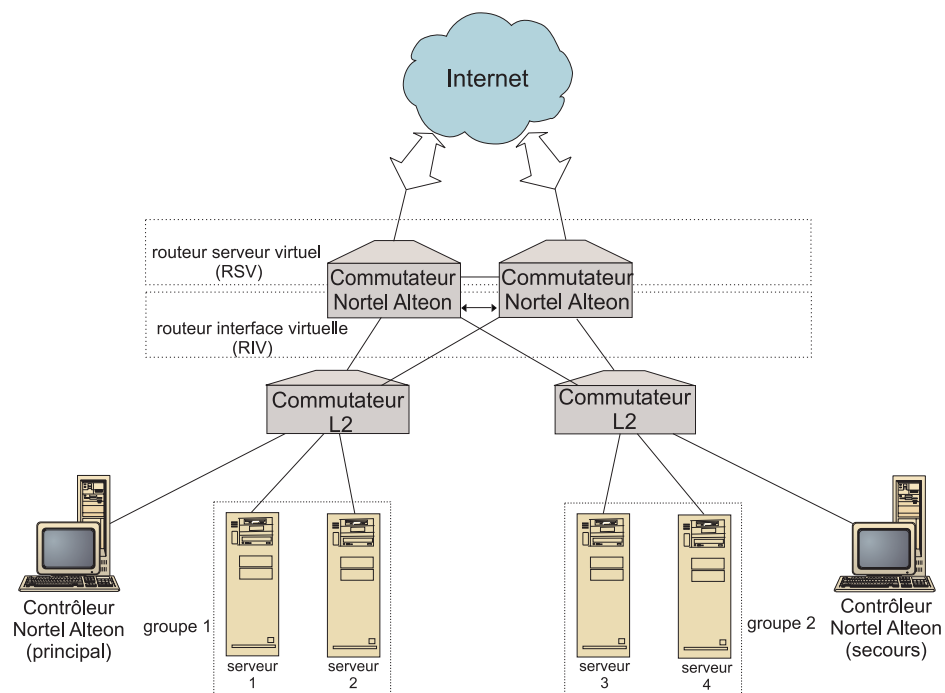 Internet
routeur serveur virtuel
(RSV)
Commutateur
Nortel Alteon
Commutateur
Nortel Alteon
routeur interface virtuelle
(RIV)
Commutateur
L2
Commutateur
L2
Contrôleur
Nortel Alteon
(principal)
groupe 1
serveur
1
serveur
2
serveur
3
serveur
4
groupe 2
Contrôleur
Nortel Alteon
(secours)